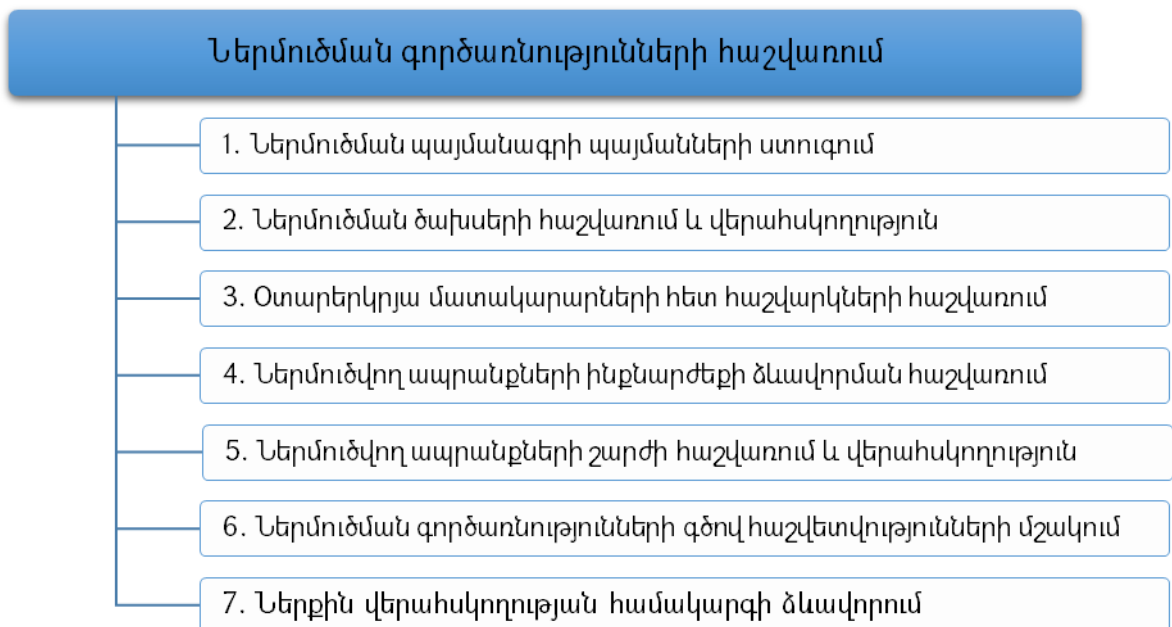 Ներմուծման գործառնությունների հաշվառում
1. Ներմուծման պայմանագրի պայմանների ստուգում
2. Ներմուծման ծախսերի հաշվառում և վերահսկողություն
3. Օտարերկրյա մատակարարների հետ հաշվարկների հաշվառում
4. Ներմուծվող ապրանքների ինքնարժեքի ձևավորման հաշվառում
5. Ներմուծվող ապրանքների շարժի հաշվառում և վերահսկողություն
6. Ներմուծման գործառնությունների գծով հաշվետվությունների մշակում
7. Ներքին վերահսկողության համակարգի ձևավորում